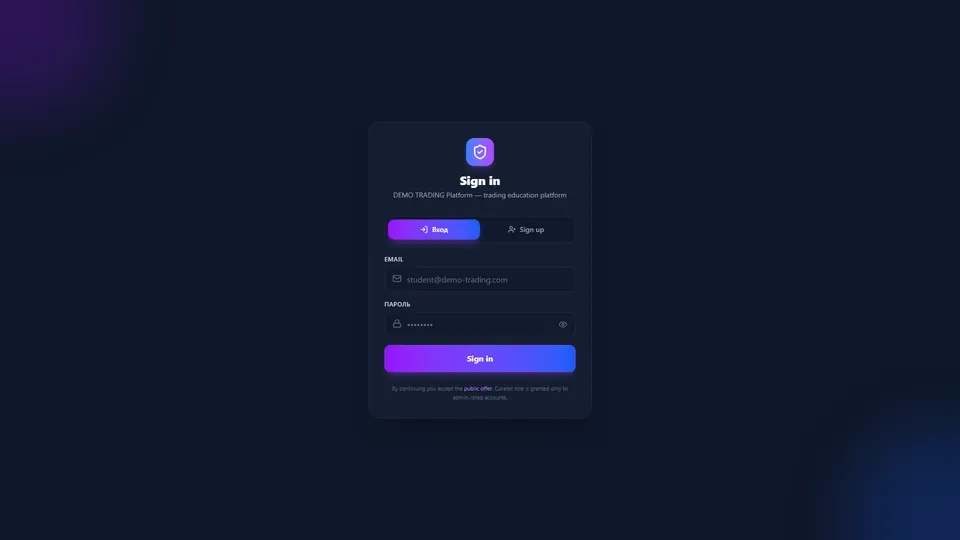 Sign in
DEMO TRADING Platform — trading education platform
Вход
Sign up
EMAIL
student@demo-trading.com
ПАРОЛЬ
••••••••
Sign in
By continuing you accept the public offer. Curator role is granted only to
admin-listed accounts.